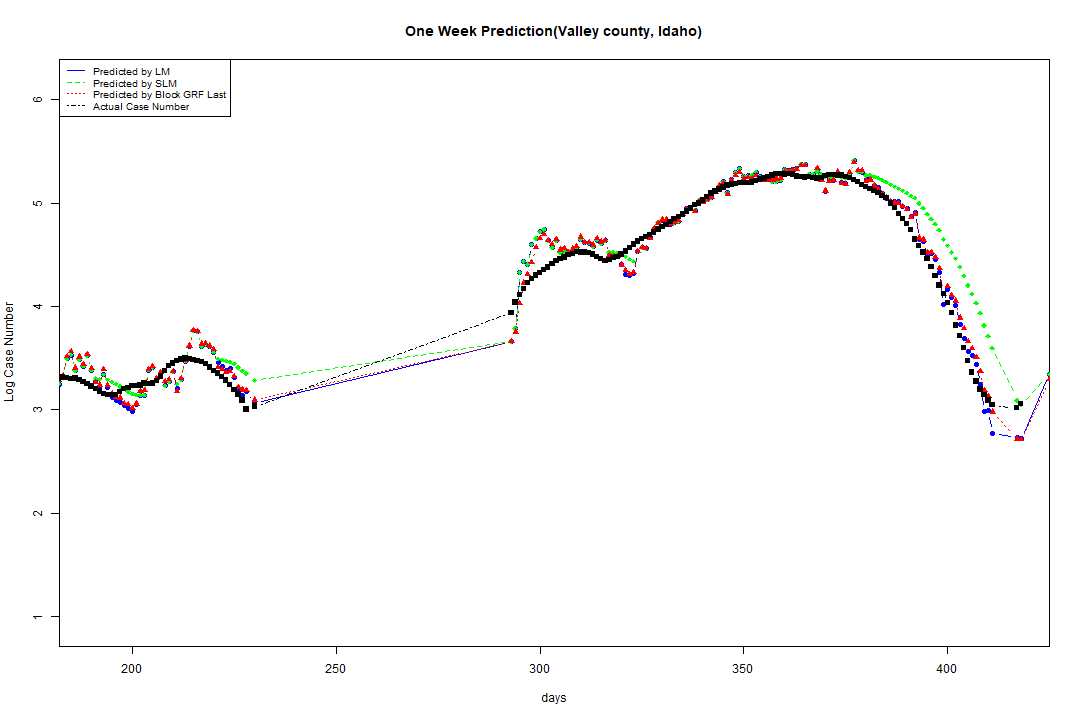 One Week Prediction(Valley county, Idaho)
Predicted by LM
Predicted by SLM
Predicted by Block GRF Last
Actual Case Number
6
5
4
3
2
1
Log Case Number
200 250 300 350 400
days